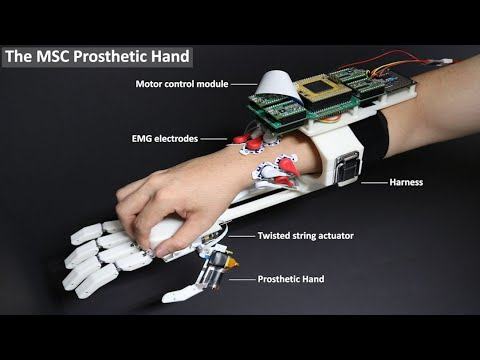 The MSC Prosthetic Hand
Motor control module
EMG electrodes
Harness
Twisted string actuator
Prosthetic Hand